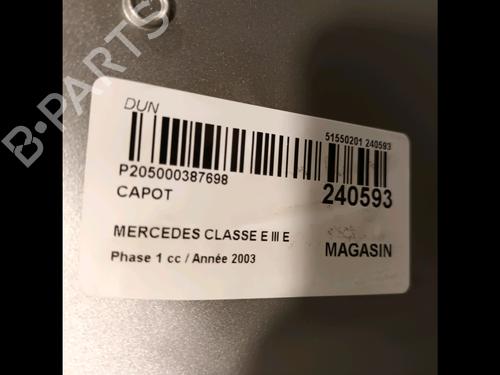 DUN
51550201 240593
P205000387698
240593
CAPOT
MERCEDES CLASSE E III E
MAGASIN
Phase 1 cc / Année 2003
B-PARTS